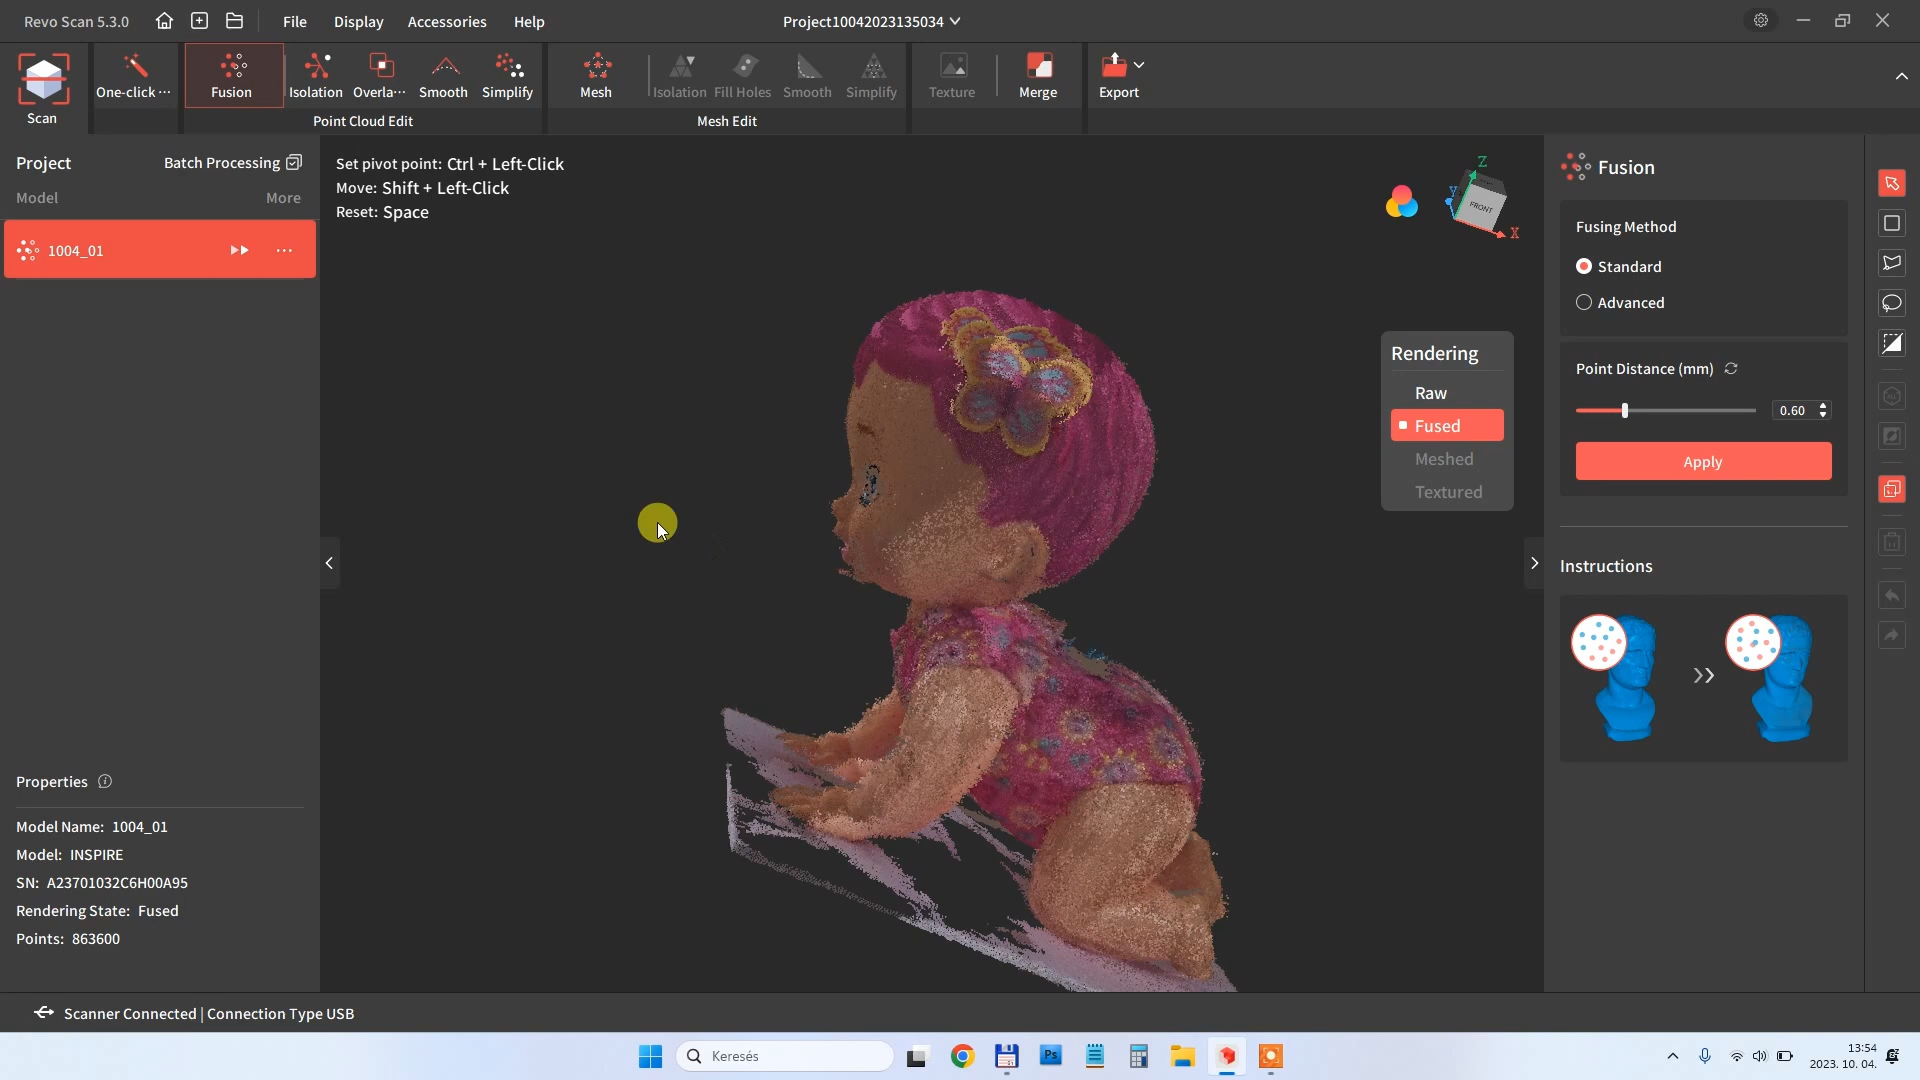 Revo Scan 5.3.0
File
Display
Accessories
Help
Project10042023135034
Scan
One-click ···
Fusion
Isolation
Overla···
Smooth
Simplify
Point Cloud Edit
Mesh
Isolation
Fill Holes
Smooth
Simplify
Mesh Edit
Texture
Merge
Export
Project
Batch Processing
Model
More
1004_01
Set pivot point: Ctrl + Left-Click
Move: Shift + Left-Click
Reset: Space
Z
Y
X
FRONT
Rendering
Raw
Fused
Meshed
Textured
Fusion
Fusing Method
Standard
Advanced
Point Distance (mm)
0.60
Apply
Instructions
Properties
Model Name: 1004_01
Model: INSPIRE
SN: A23701032C6H00A95
Rendering State: Fused
Points: 863600
Scanner Connected | Connection Type USB
Keresés
Ps
13:54
2023. 10. 04.